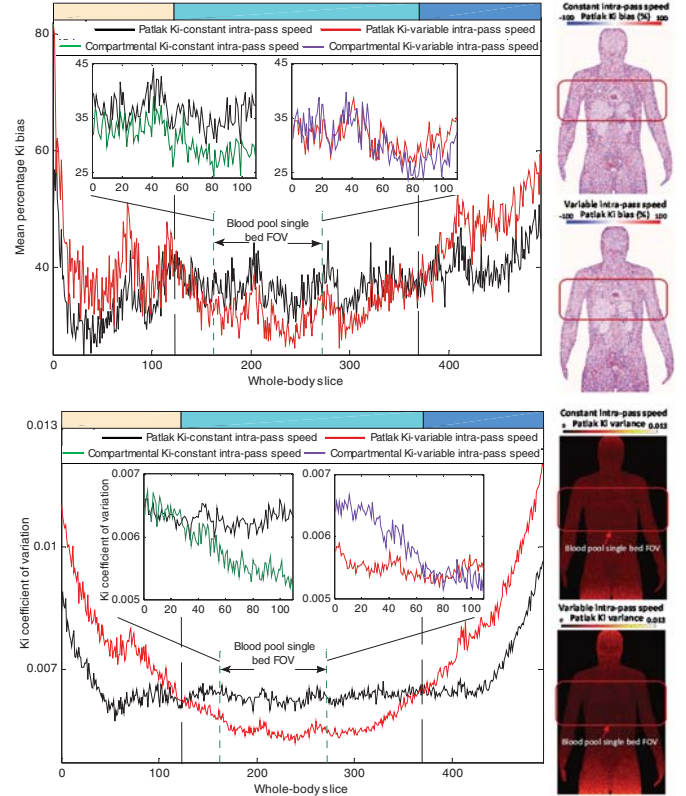 80
60
40
Mean percentage Ki bias
Patlak Ki-constant intra-pass speed
Patlak Ki-variable intra-pass speed
Compartmental Ki-constant intra-pass speed
Compartmental Ki-variable intra-pass speed
45
35
25
0 20 40 60 80 100
45
35
25
0 20 40 60 80 100
Blood pool single
bed FOV
0 100 200 300 400
Whole-body slice
Constant intra-pass speed
-100 Patlak Ki bias (%) 100
Variable intra-pass speed
-100 Patlak Ki bias (%) 100
0.013
0.01
0.007
Ki coefficient of variation
Patlak Ki-constant intra-pass speed
Patlak Ki-variable intra-pass speed
Compartmental Ki-constant intra-pass speed
Compartmental Ki-variable intra-pass speed
Ki coefficient of variation
0.007
0.006
0.005
0 20 40 60 80 100
0.007
0.006
0.005
0 20 40 60 80 100
Blood pool single
bed FOV
0 100 200 300 400
Whole-body slice
Constant intra-pass speed
Patlak Ki variance 0.013
Blood pool single bed FOV
Variable intra-pass speed
Patlak Ki variance 0.013
Blood pool single bed FOV